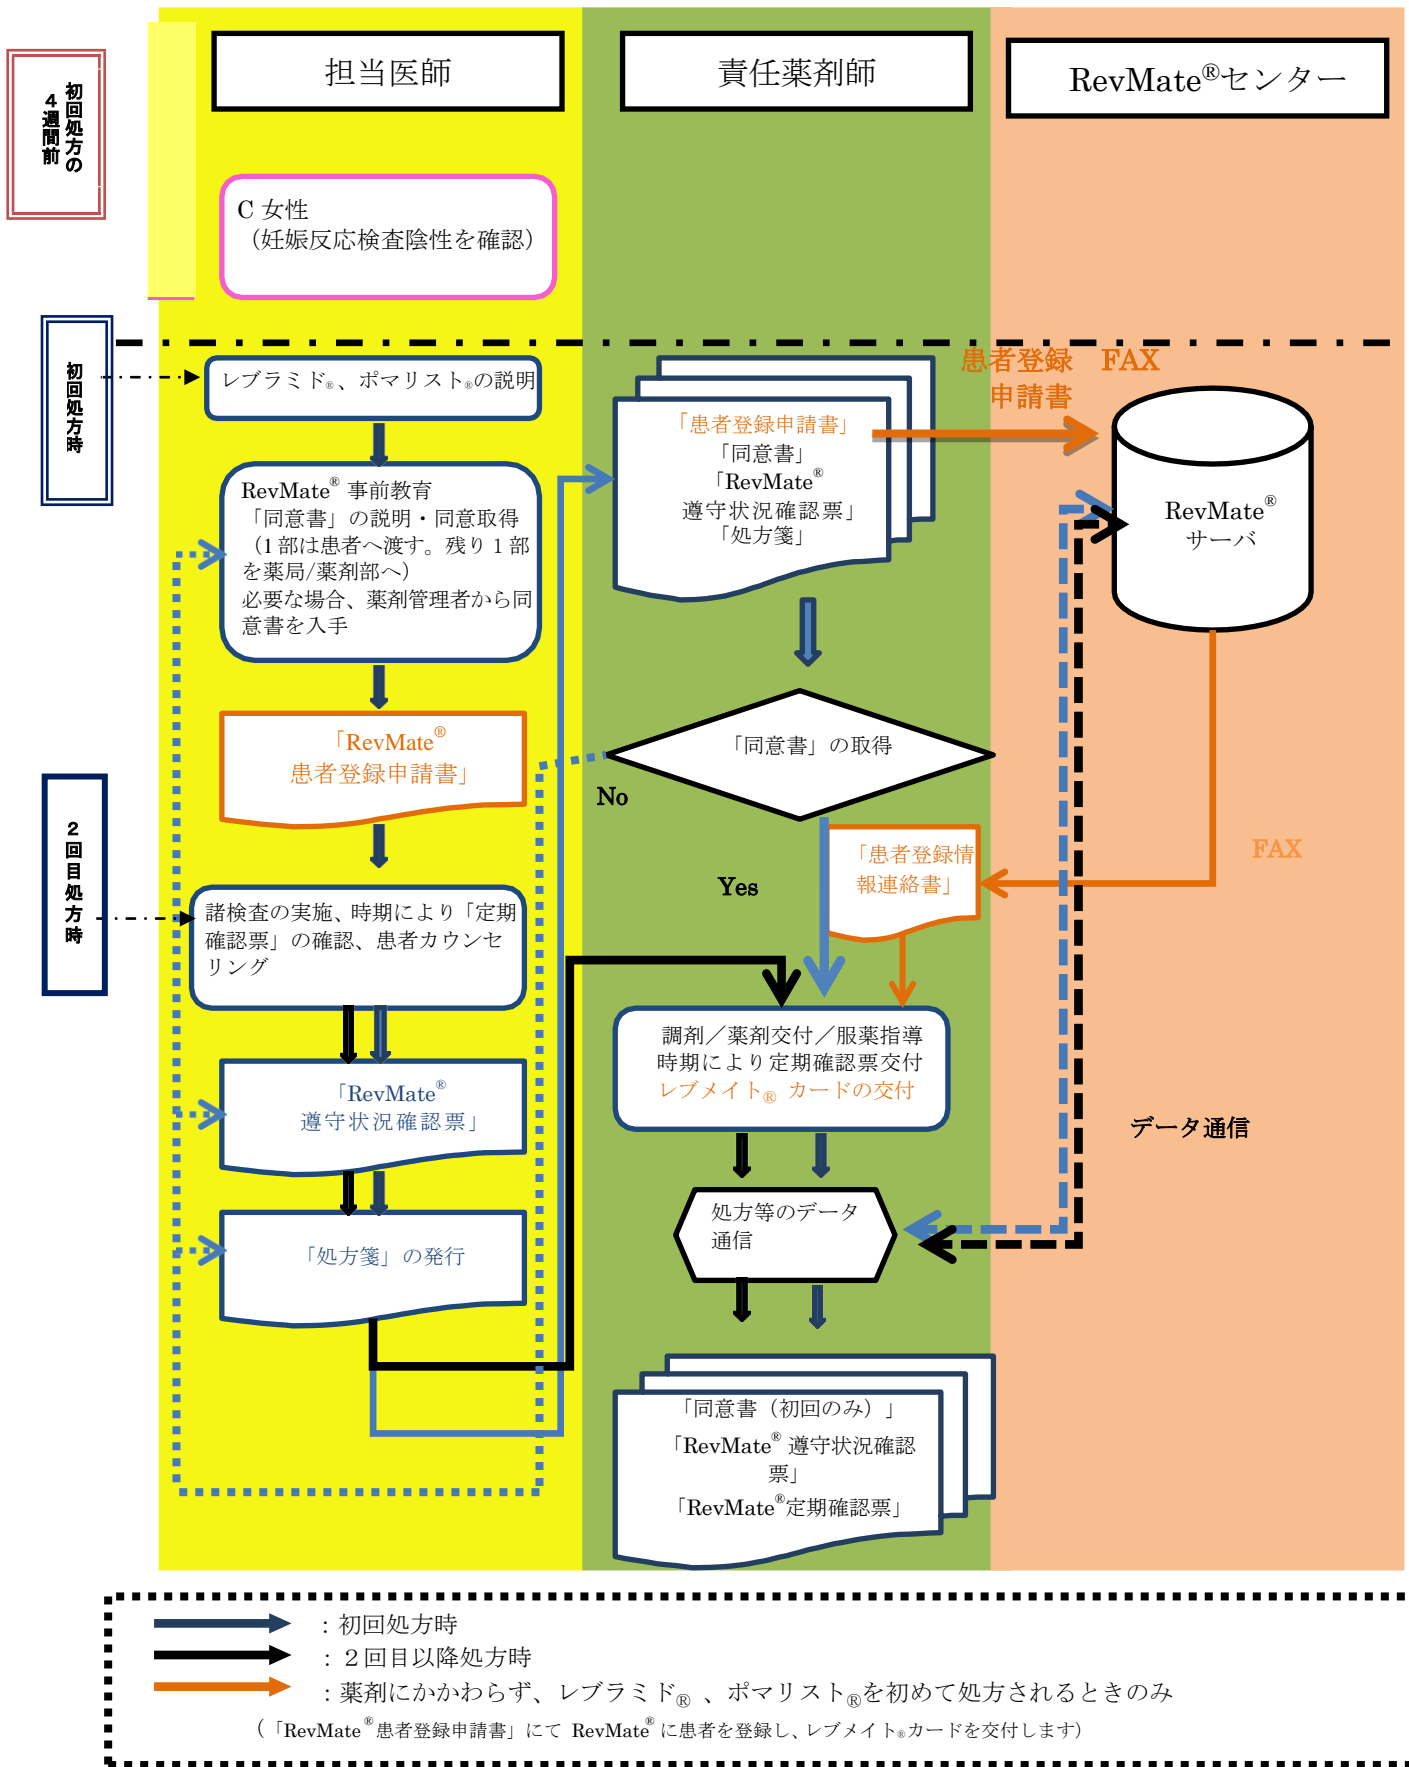 担当医師
責任薬剤師
RevMate®センター
初回処方の
４週間前
C 女性
（妊娠反応検査陰性を確認）
初回処方時
レブラミド®、ポマリスト®の説明
RevMate® 事前教育
「同意書」の説明・同意取得
（1 部は患者へ渡す。残り 1 部
を薬局/薬剤部へ）
必要な場合、薬剤管理者から同
意書を入手
「RevMate®
患者登録申請書」
２回目処方時
諸検査の実施、時期により「定期
確認票」の確認、患者カウンセ
リング
「RevMate®
遵守状況確認票」
「処方箋」の発行
「患者登録申請書」
「同意書」
「RevMate®
遵守状況確認票」
「処方箋」
患者登録 FAX
申請書
RevMate®
サーバ
「同意書」の取得
No
Yes
「患者登録情
報連絡書」
FAX
調剤／薬剤交付／服薬指導
時期により定期確認票交付
レブメイト® カードの交付
データ通信
処方等のデータ
通信
「同意書（初回のみ）」
「RevMate® 遵守状況確認
票」
「RevMate®定期確認票」
：初回処方時
：２回目以降処方時
：薬剤にかかわらず、レブラミド® 、ポマリスト®を初めて処方されるときのみ
（「RevMate®患者登録申請書」にて RevMate® に患者を登録し、レブメイト®カードを交付します）